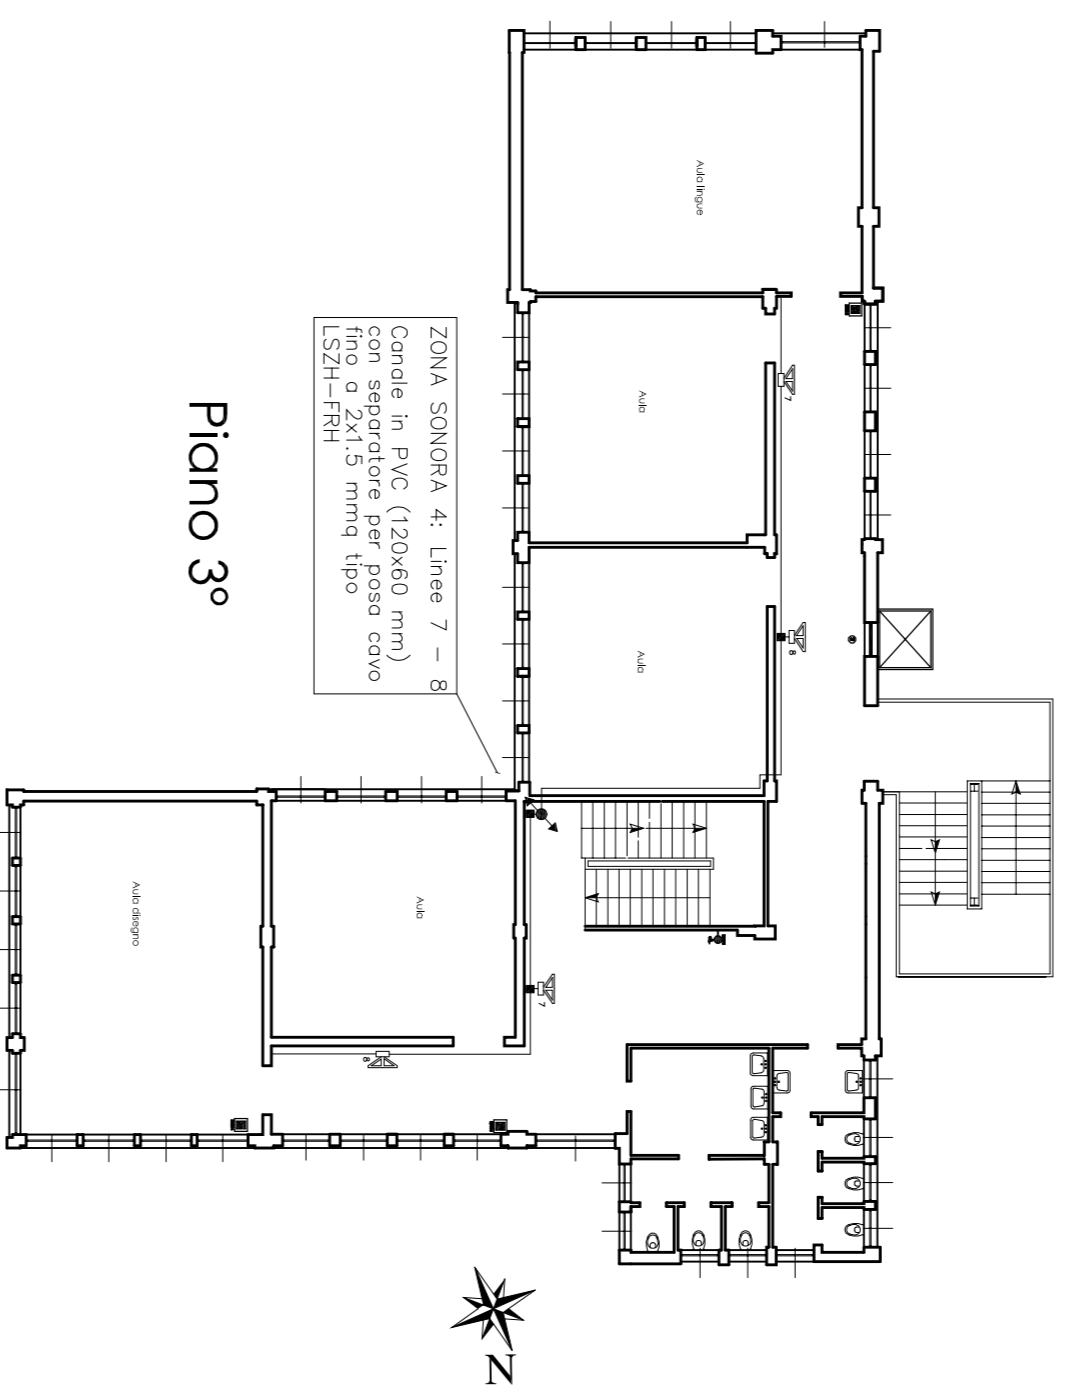 Aula lingue
Aula
7
8
Aula
ZONA SONORA 4: Linee 7 - 8
Canale in PVC (120x60 mm)
con separatore per posa cavo
fino a 2x1.5 mmq tipo
LSZH-FRH
Piano 3°
Aula
Aula disegno
7
8
N